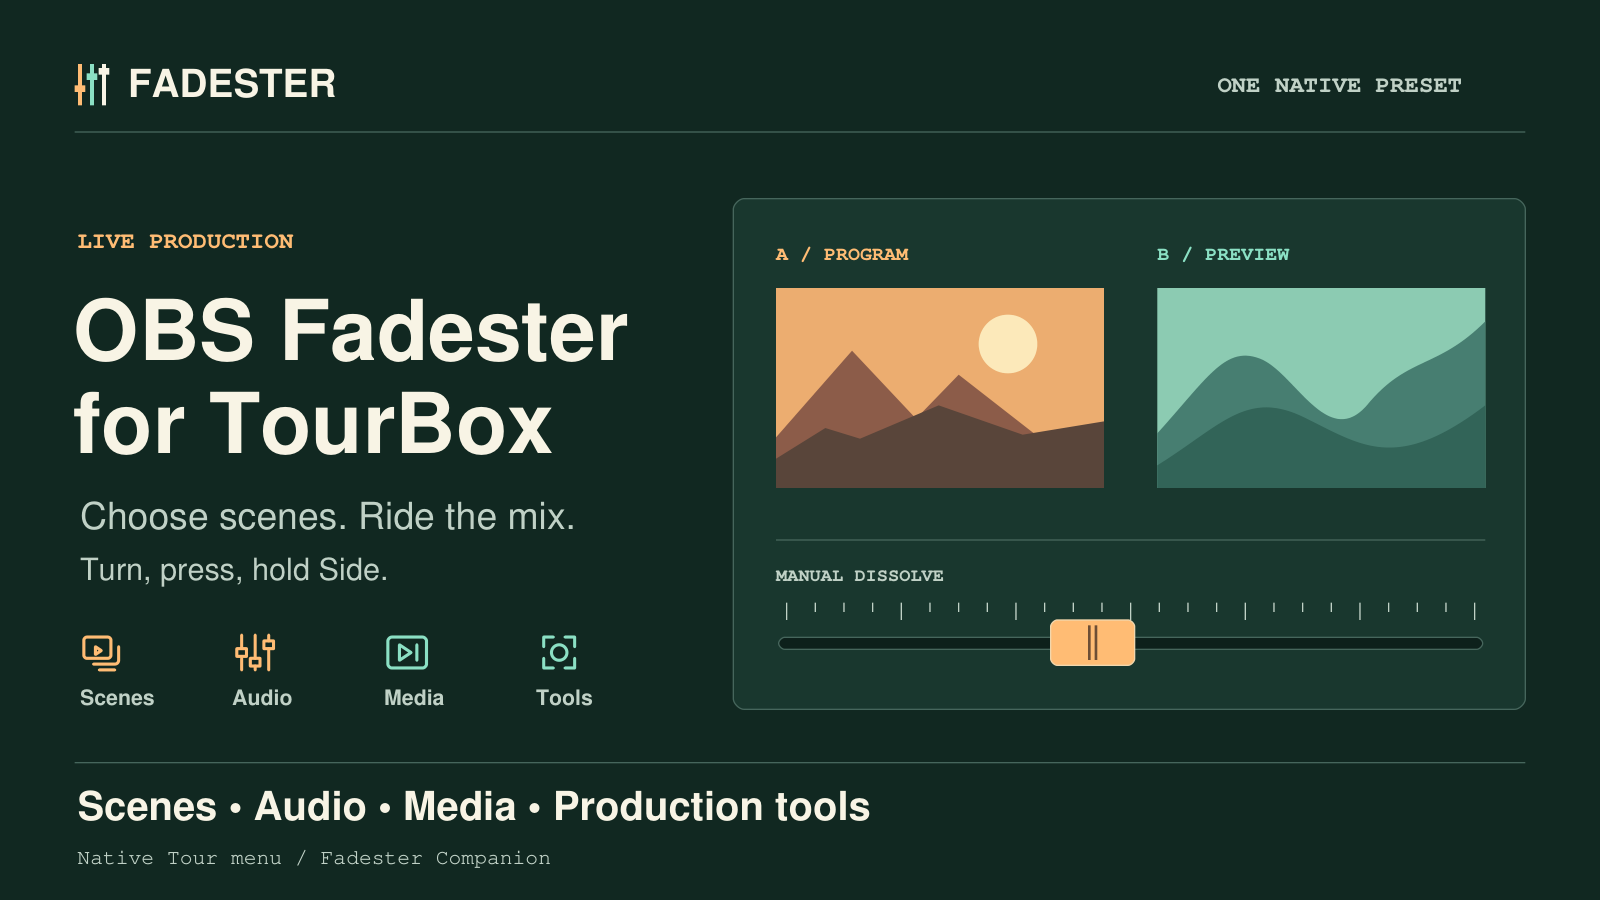 FADESTER
ONE NATIVE PRESET
LIVE PRODUCTION
OBS Fadester
for TourBox
Choose scenes. Ride the mix.
Turn, press, hold Side.
Scenes
Audio
Media
Tools
A / PROGRAM
B / PREVIEW
MANUAL DISSOLVE
Scenes • Audio • Media • Production tools
Native Tour menu / Fadester Companion